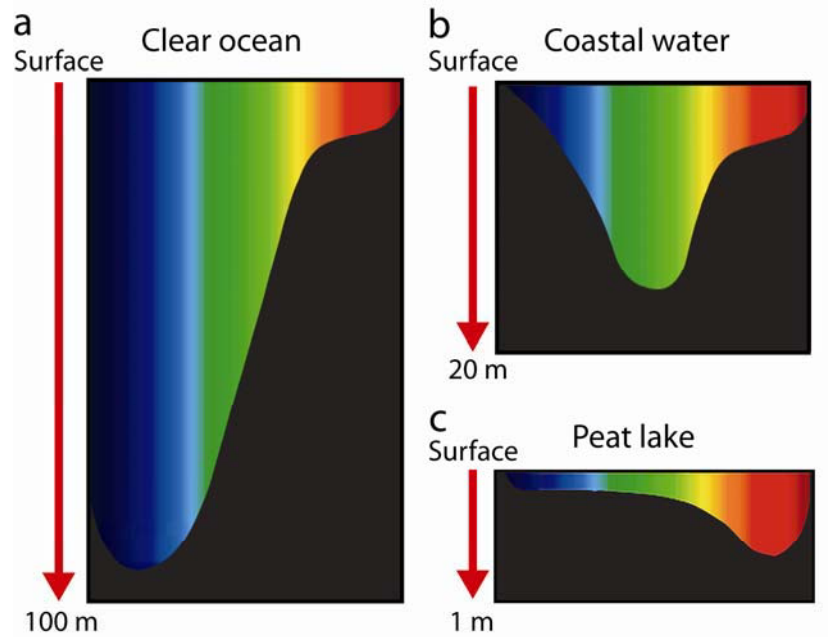 a
Clear ocean
Surface
100 m
b
Coastal water
Surface
20 m
c
Peat lake
Surface
1 m